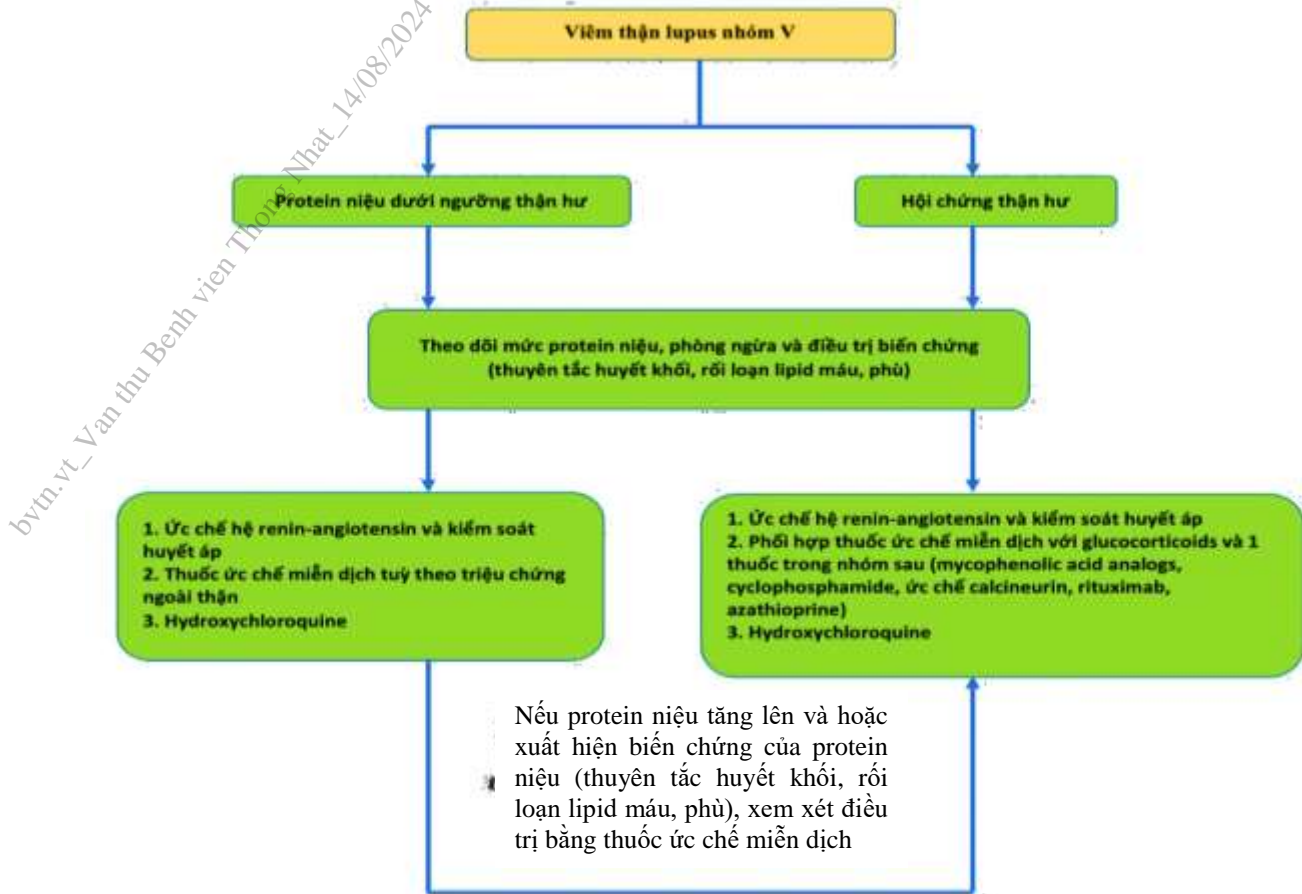 Viêm thận lupus nhóm V
Protein niệu dưới ngưỡng thận hư
Hội chứng thận hư
Theo dõi mức protein niệu, phòng ngừa và điều trị biến chứng
(thuyên tắc huyết khối, rối loạn lipid máu, phù)
1. Ức chế hệ renin-angiotensin và kiểm soát
huyết áp
2. Thuốc ức chế miễn dịch tuỳ theo triệu chứng
ngoài thận
3. Hydroxychloroquine
1. Ức chế hệ renin-angiotensin và kiểm soát huyết áp
2. Phối hợp thuốc ức chế miễn dịch với glucocorticoids và 1
thuốc trong nhóm sau (mycophenolic acid analogs,
cyclophosphamide, ức chế calcineurin, rituximab,
azathioprine)
3. Hydroxychloroquine
Nếu protein niệu tăng lên và hoặc
xuất hiện biến chứng của protein
niệu (thuyên tắc huyết khối, rối
loạn lipid máu, phù), xem xét điều
trị bằng thuốc ức chế miễn dịch
bvtn.vt_Van thu Benh vien Thong Nhat_14/08/2024